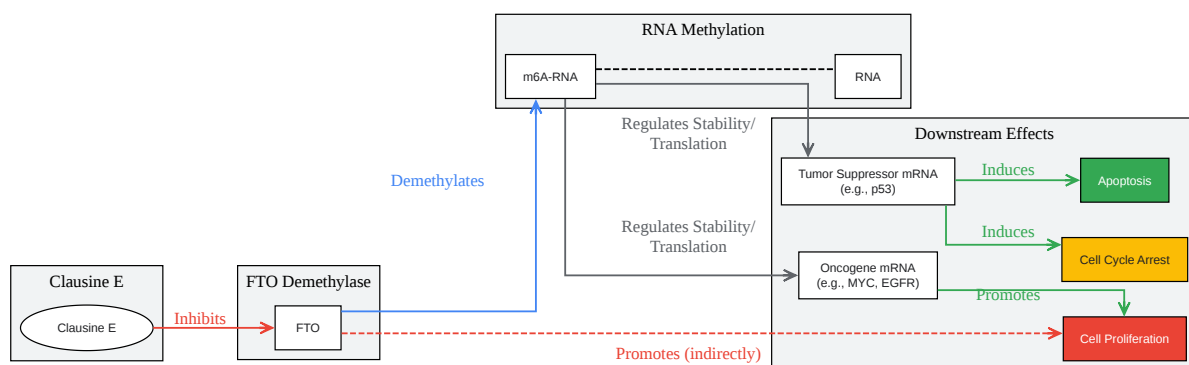 RNA Methylation
m6A-RNA
RNA
Regulates Stability/
Translation
Downstream Effects
Tumor Suppressor mRNA
(e.g., p53)
Induces
Apoptosis
Demethylates
Regulates Stability/
Translation
Induces
Cell Cycle Arrest
Clausine E
Clausine E
Inhibits
FTO Demethylase
FTO
Oncogene mRNA
(e.g., MYC, EGFR)
Promotes
Cell Proliferation
Promotes (indirectly)